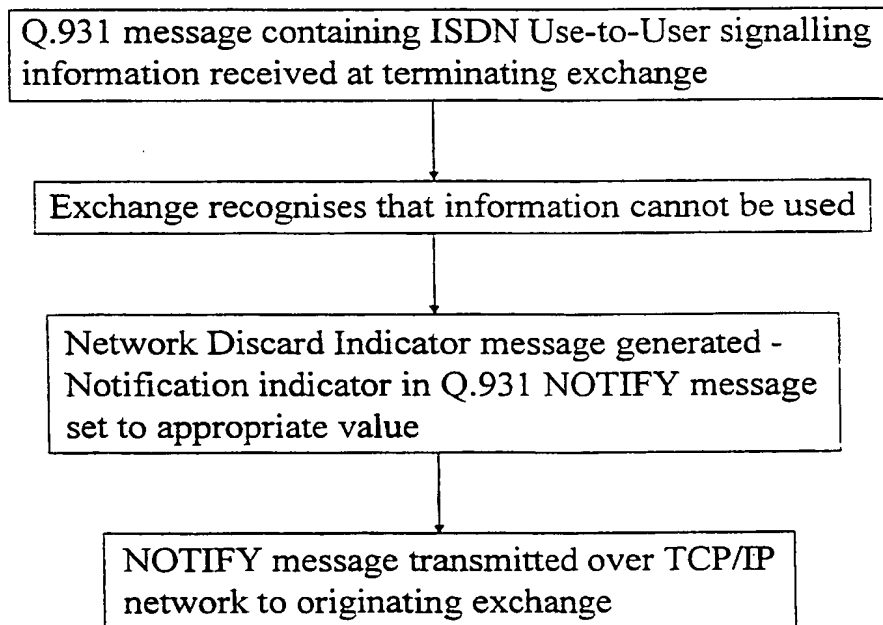 Q.931 message containing ISDN Use-to-User signalling
information received at terminating exchange
Exchange recognises that information cannot be used
Network Discard Indicator message generated -
Notification indicator in Q.931 NOTIFY message
set to appropriate value
NOTIFY message transmitted over TCP/IP
network to originating exchange